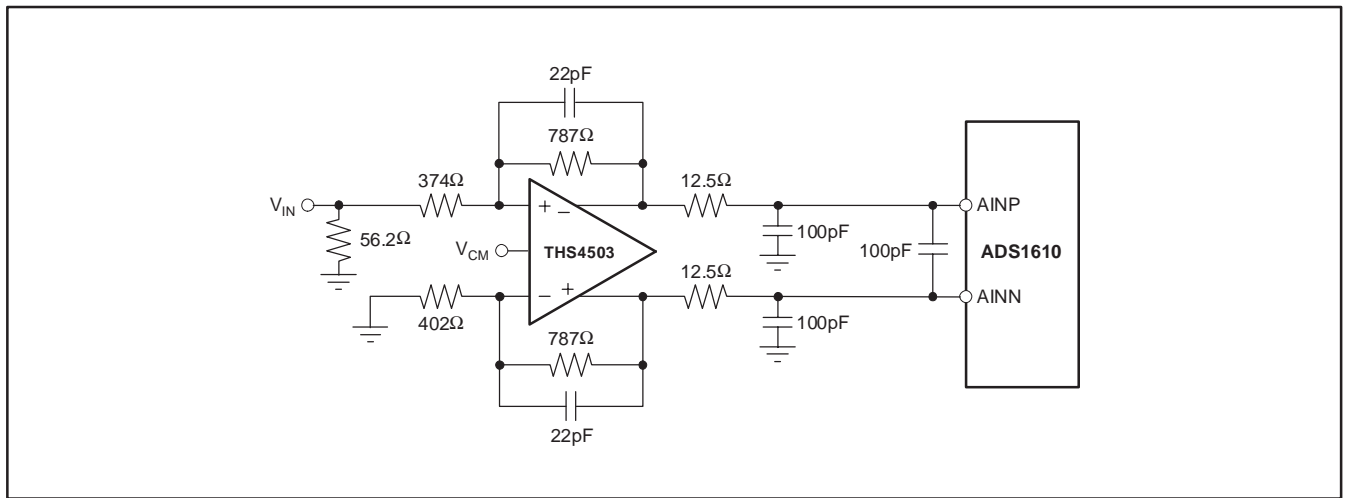 22pF
787Ω
374Ω
12.5Ω
V_IN
+ −
AINP
56.2Ω
100pF
V_CM
THS4503
100pF
ADS1610
12.5Ω
− +
AINN
402Ω
100pF
787Ω
22pF